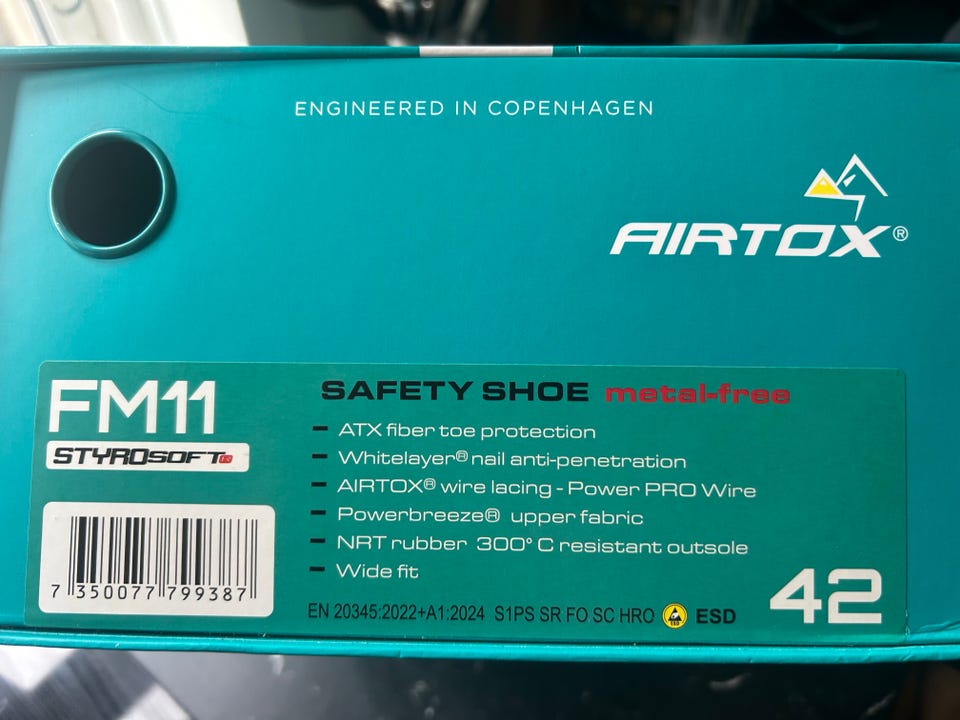 ENGINEERED IN COPENHAGEN
AIRTOX®
FM11
STYROSOFT
SAFETY SHOE metal-free
- ATX fiber toe protection
- Whitelayer® nail anti-penetration
- AIRTOX® wire lacing - Power PRO Wire
- Powerbreeze® upper fabric
- NRT rubber 300° C resistant outsole
- Wide fit
7 350077 799387
EN 20345:2022+A1:2024 S1PS SR FO SC HRO ESD ESD
42